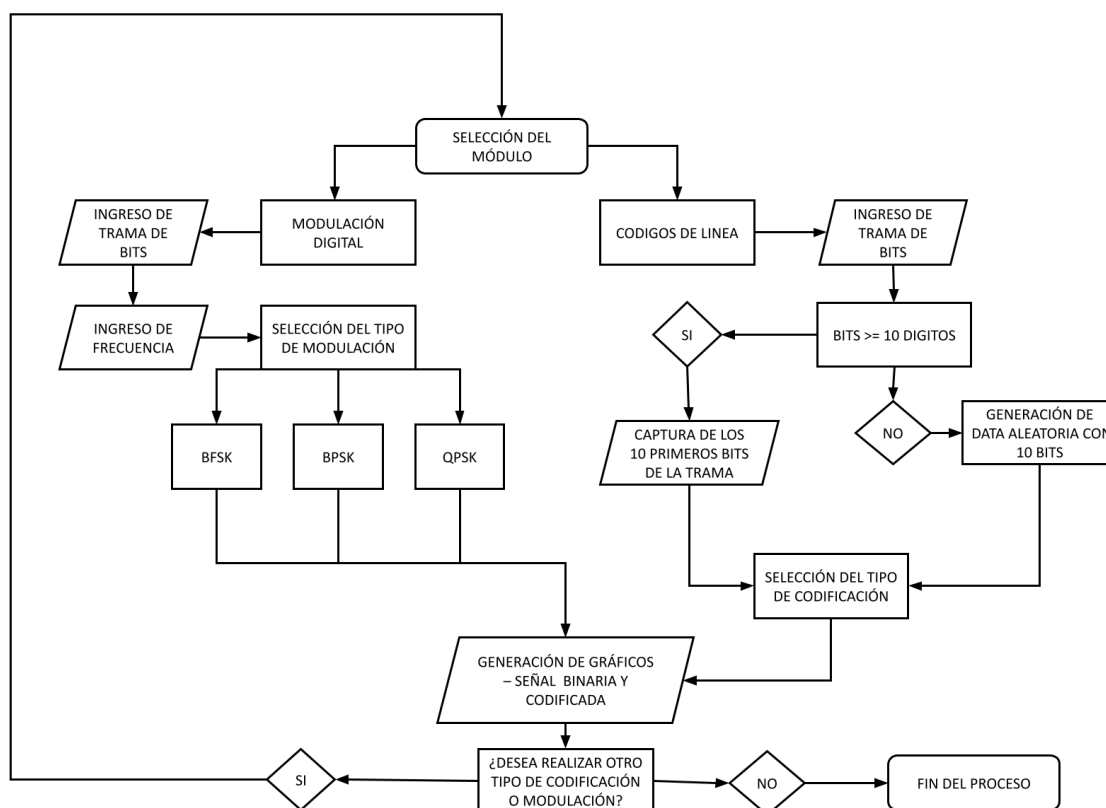 SELECCIÓN DEL
MÓDULO
INGRESO DE
TRAMA DE
BITS
MODULACIÓN
DIGITAL
CODIGOS DE LINEA
INGRESO DE
TRAMA DE
BITS
INGRESO DE
FRECUENCIA
SELECCIÓN DEL TIPO
DE MODULACIÓN
SI
BITS >= 10 DIGITOS
BFSK
BPSK
QPSK
CAPTURA DE LOS
10 PRIMEROS BITS
DE LA TRAMA
NO
GENERACIÓN DE
DATA ALEATORIA CON
10 BITS
SELECCIÓN DEL TIPO
DE CODIFICACIÓN
GENERACIÓN DE GRÁFICOS
– SEÑAL BINARIA Y
CODIFICADA
SI
¿DESEA REALIZAR OTRO
TIPO DE CODIFICACIÓN
O MODULACIÓN?
NO
FIN DEL PROCESO